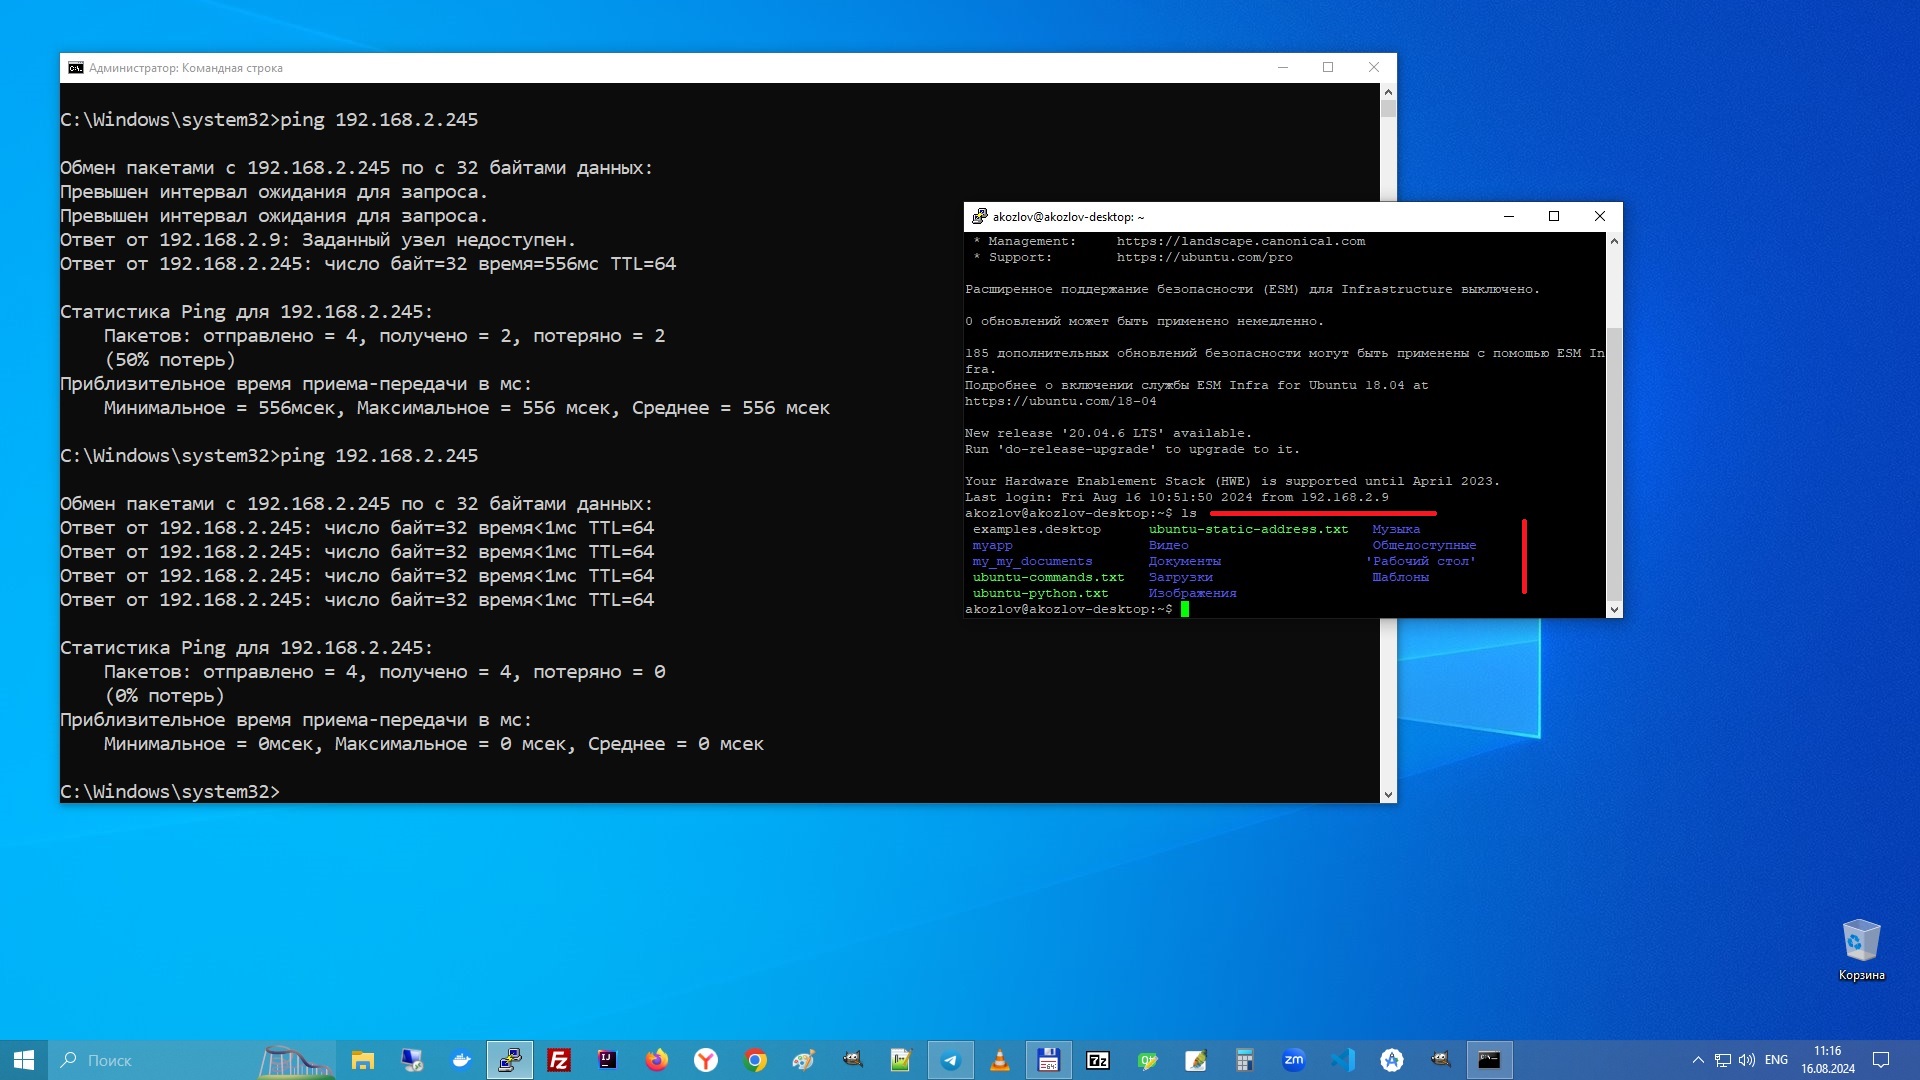 Администратор: Командная строка
C:\Windows\system32>ping 192.168.2.245
Обмен пакетами с 192.168.2.245 по с 32 байтами данных:
Превышен интервал ожидания для запроса.
Превышен интервал ожидания для запроса.
Ответ от 192.168.2.9: Заданный узел недоступен.
Ответ от 192.168.2.245: число байт=32 время=556мс TTL=64
Статистика Ping для 192.168.2.245:
Пакетов: отправлено = 4, получено = 2, потеряно = 2
(50% потерь)
Приблизительное время приема-передачи в мс:
Минимальное = 556мсек, Максимальное = 556 мсек, Среднее = 556 мсек
C:\Windows\system32>ping 192.168.2.245
Обмен пакетами с 192.168.2.245 по с 32 байтами данных:
Ответ от 192.168.2.245: число байт=32 время<1мс TTL=64
Ответ от 192.168.2.245: число байт=32 время<1мс TTL=64
Ответ от 192.168.2.245: число байт=32 время<1мс TTL=64
Ответ от 192.168.2.245: число байт=32 время<1мс TTL=64
Статистика Ping для 192.168.2.245:
Пакетов: отправлено = 4, получено = 4, потеряно = 0
(0% потерь)
Приблизительное время приема-передачи в мс:
Минимальное = 0мсек, Максимальное = 0 мсек, Среднее = 0 мсек
C:\Windows\system32>
akozlov@akozlov-desktop: ~
* Management: https://landscape.canonical.com
* Support: https://ubuntu.com/pro
Расширенное поддержание безопасности (ESM) для Infrastructure выключено.
0 обновлений может быть применено немедленно.
185 дополнительных обновлений безопасности могут быть применены с помощью ESM In
fra.
Подробнее о включении службы ESM Infra for Ubuntu 18.04 at
https://ubuntu.com/18-04
New release '20.04.6 LTS' available.
Run 'do-release-upgrade' to upgrade to it.
Your Hardware Enablement Stack (HWE) is supported until April 2023.
Last login: Fri Aug 16 10:51:50 2024 from 192.168.2.9
akozlov@akozlov-desktop:~$ ls
examples.desktop ubuntu-static-address.txt Музыка
myapp Видео Общедоступные
my_my_documents Документы 'Рабочий стол'
ubuntu-commands.txt Загрузки Шаблоны
ubuntu-python.txt Изображения
akozlov@akozlov-desktop:~$
Корзина
Поиск
ENG
11:16
16.08.2024